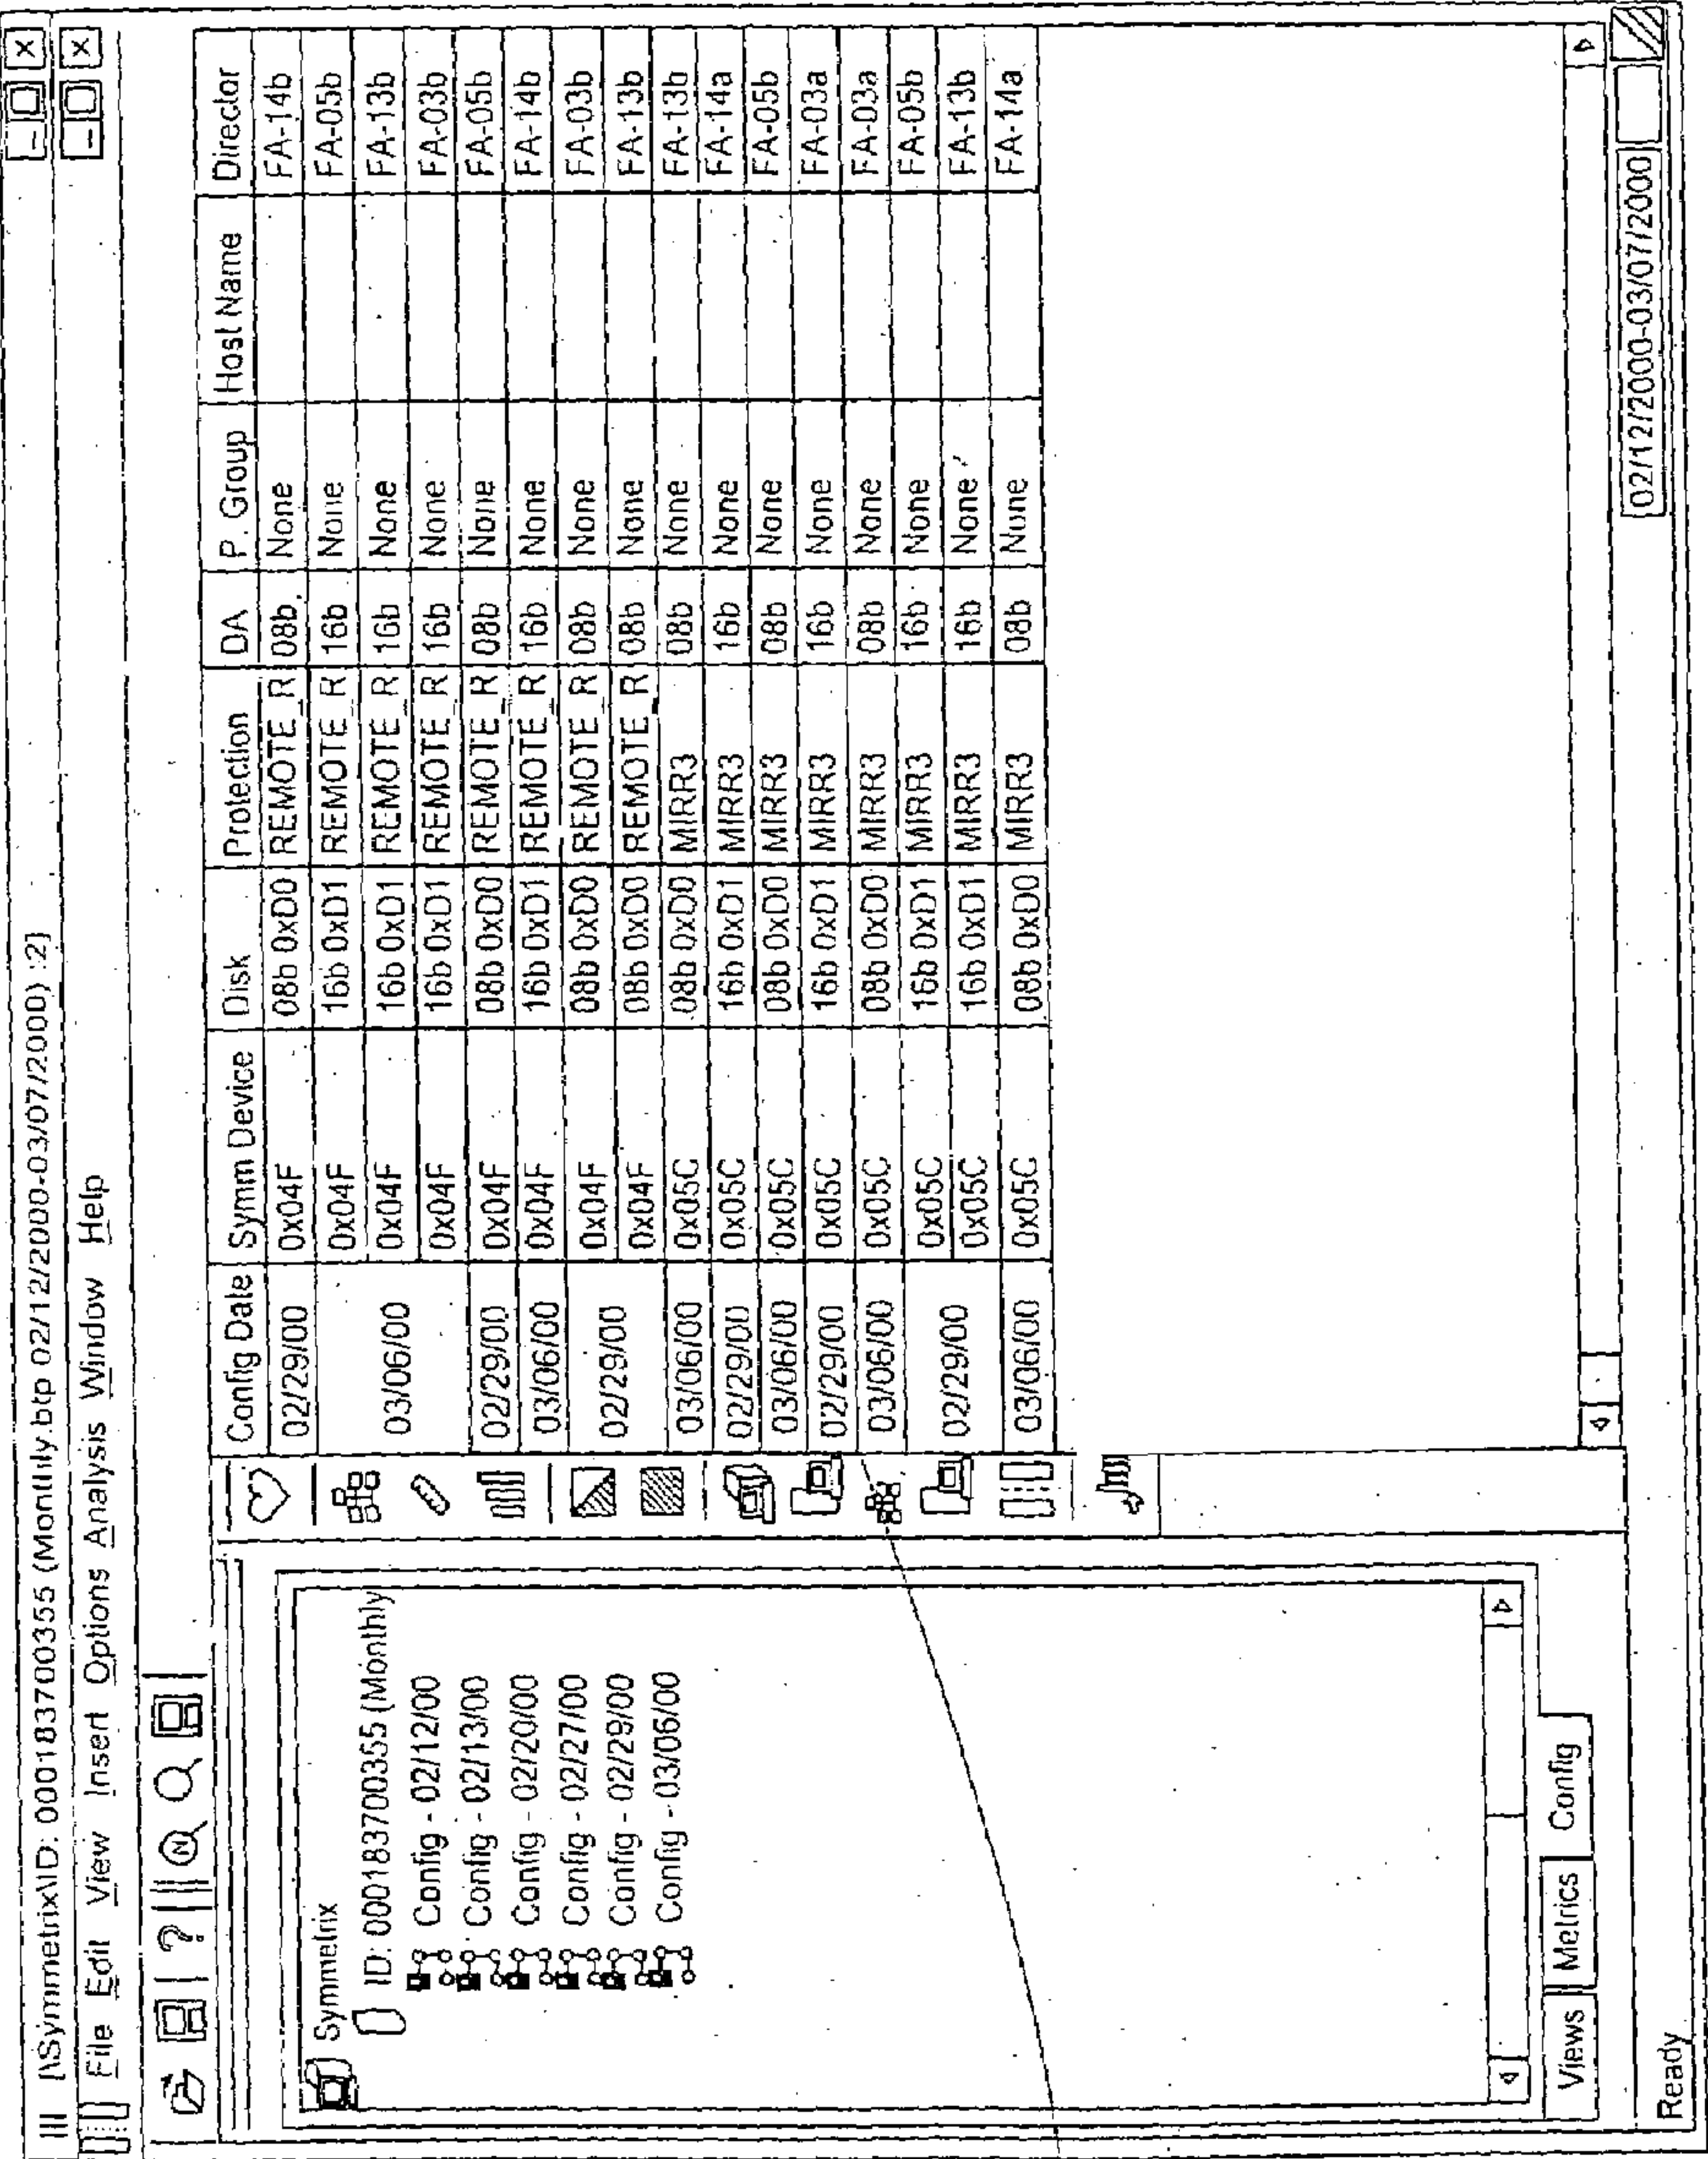 [\Symmetrix\ID: 000183700355 (Monthly.btp 02/12/2000-03/07/2000) :2]
File Edit View Insert Options Analysis Window Help
?
N
Symmetrix
ID: 000183700355 (Monthly
Config - 02/12/00
Config - 02/13/00
Config - 02/20/00
Config - 02/27/00
Config - 02/29/00
Config - 03/06/00
Views Metrics Config
Config Date Symm Device Disk Protection DA P. Group Host Name Director
02/29/00 0x04F 08b 0xD0 REMOTE_R 08b None FA-14b
0x04F 16b 0xD1 REMOTE_R 16b None FA-05b
03/06/00 0x04F 16b 0xD1 REMOTE_R 16b None FA-13b
0x04F 16b 0xD1 REMOTE_R 16b None FA-03b
02/29/00 0x04F 08b 0xD0 REMOTE_R 08b None FA-05b
03/06/00 0x04F 16b 0xD1 REMOTE_R 16b None FA-14b
02/29/00 0x04F 08b 0xD0 REMOTE_R 08b None FA-03b
0x04F 08b 0xD0 REMOTE_R 08b None FA-13b
03/06/00 0x05C 08b 0xD0 MIRR3 08b None FA-13b
02/29/00 0x05C 16b 0xD1 MIRR3 16b None FA-14a
03/06/00 0x05C 08b 0xD0 MIRR3 08b None FA-05b
02/29/00 0x05C 16b 0xD1 MIRR3 16b None FA-03a
03/06/00 0x05C 08b 0xD0 MIRR3 08b None FA-03a
02/29/00 0x05C 16b 0xD1 MIRR3 16b None FA-05b
0x05C 16b 0xD1 MIRR3 16b None FA-13b
03/06/00 0x05C 08b 0xD0 MIRR3 08b None FA-14a
Ready
02/12/2000-03/07/2000